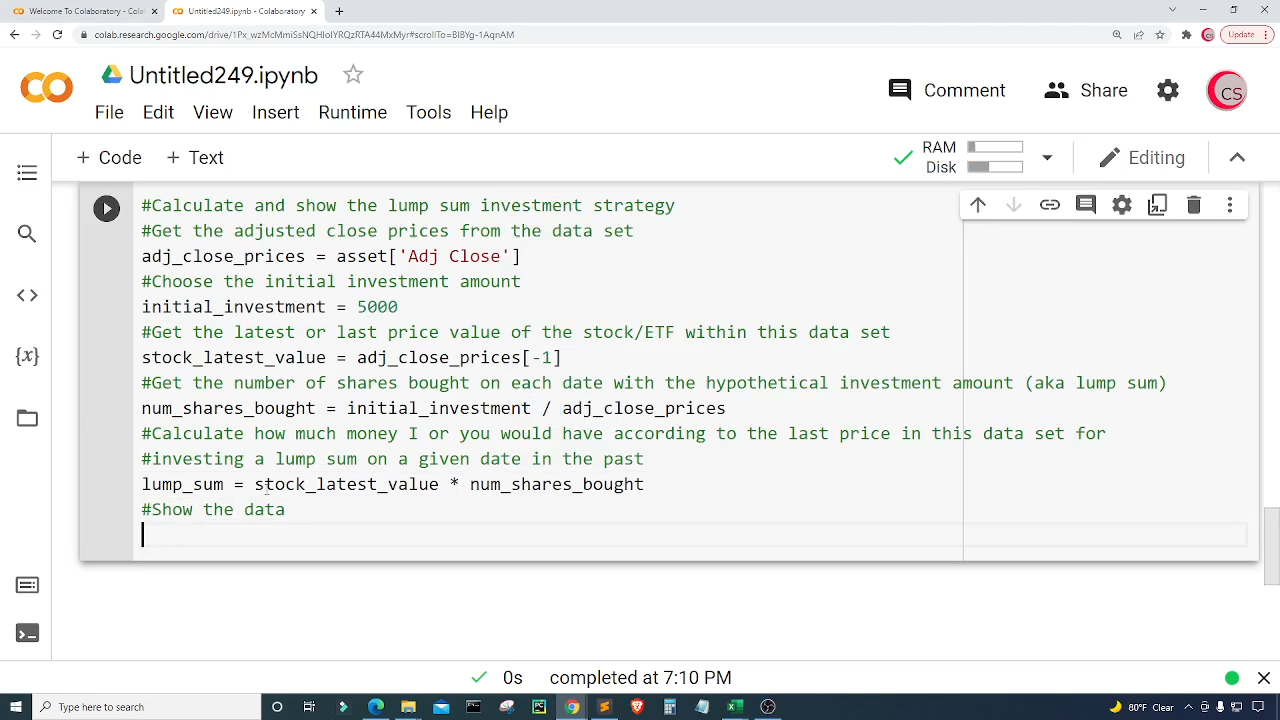 Welcome To Colaboratory - Colal
Untitled249.ipynb - Colaboratory
colab.research.google.com/drive/1Px_wzMcMmiSsNQHIoIYRQzRTA44MxMyr#scrollTo=BI8Yg-1AqnAM
Update
Untitled249.ipynb
Comment
Share
CS
File Edit View Insert Runtime Tools Help
+ Code + Text
RAM
Disk
Editing
#Calculate and show the lump sum investment strategy
#Get the adjusted close prices from the data set
adj_close_prices = asset['Adj Close']
#Choose the initial investment amount
initial_investment = 5000
#Get the latest or last price value of the stock/ETF within this data set
stock_latest_value = adj_close_prices[-1]
#Get the number of shares bought on each date with the hypothetical investment amount (aka lump sum)
num_shares_bought = initial_investment / adj_close_prices
#Calculate how much money I or you would have according to the last price in this data set for
#investing a lump sum on a given date in the past
lump_sum = stock_latest_value * num_shares_bought
#Show the data
{x}
0s completed at 7:10 PM
Type here to search
80°F Clear